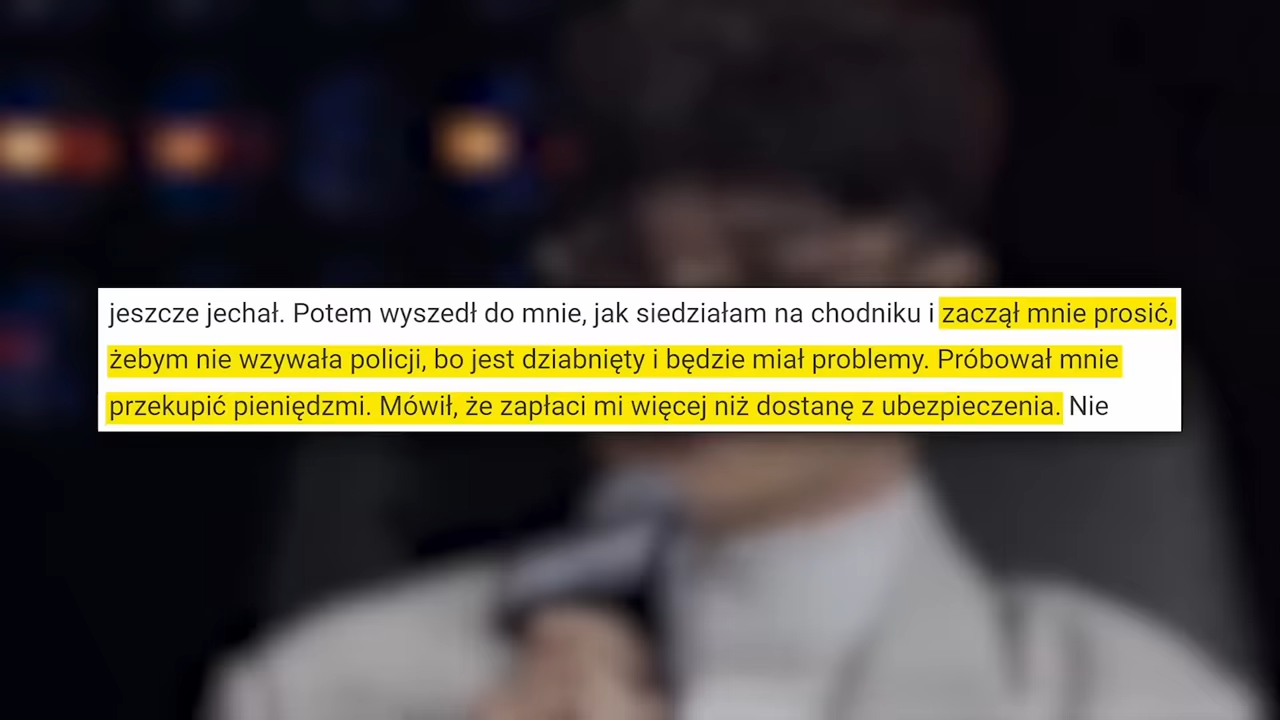 jeszcze jechał. Potem wyszedł do mnie, jak siedziałam na chodniku i zaczął mnie prosić,
żebym nie wzywała policji, bo jest dziabnięty i będzie miał problemy. Próbował mnie
przekupić pieniędzmi. Mówił, że zapłaci mi więcej niż dostanę z ubezpieczenia. Nie